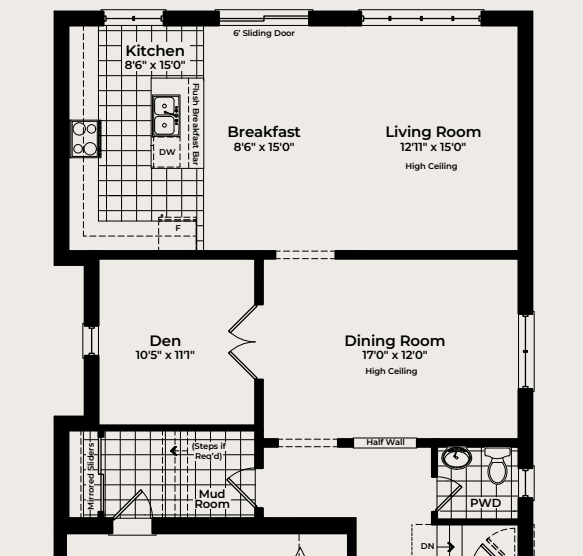 6' Sliding Door
Kitchen
8'6" x 15'0"
Flush Breakfast Bar
Breakfast
8'6" x 15'0"
Living Room
12'11" x 15'0"
High Ceiling
DW
F
Den
10'5" x 11'1"
Dining Room
17'0" x 12'0"
High Ceiling
Half Wall
Mirrored Sliders
(Steps if
Req'd)
Mud
Room
PWD
DN